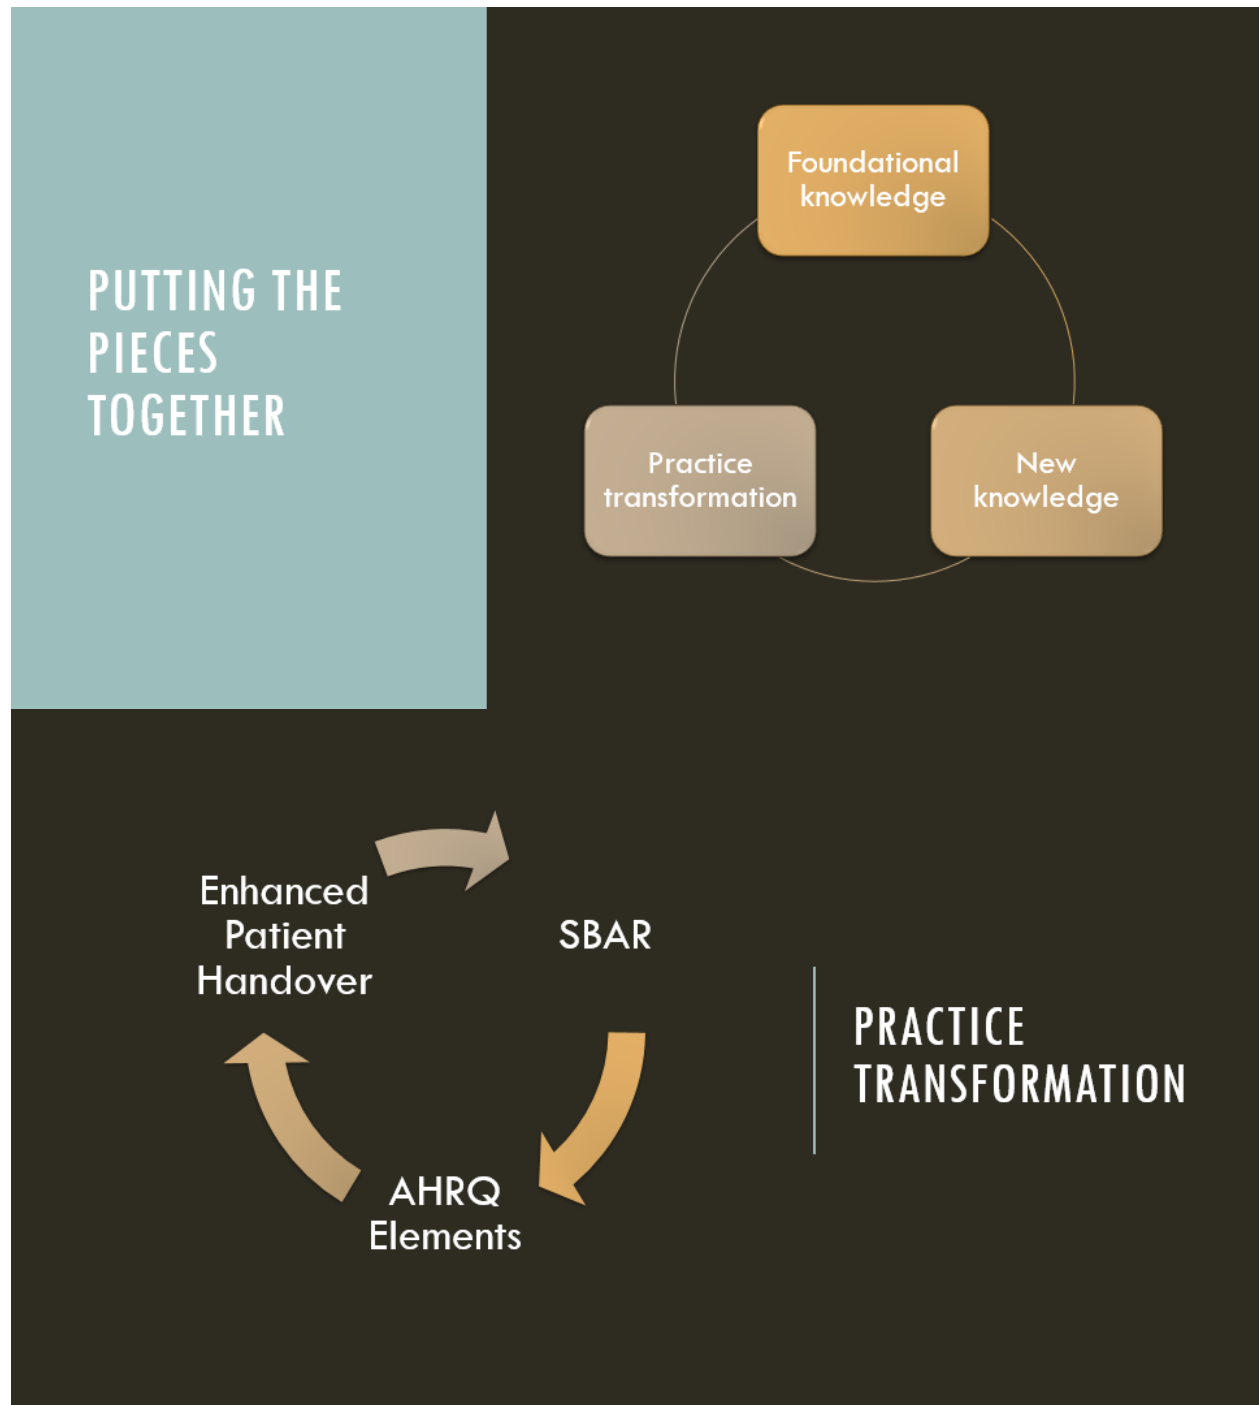 PUTTING THE
PIECES
TOGETHER
Foundational
knowledge
Practice
transformation
New
knowledge
Enhanced
Patient
Handover
SBAR
AHRQ
Elements
PRACTICE
TRANSFORMATION